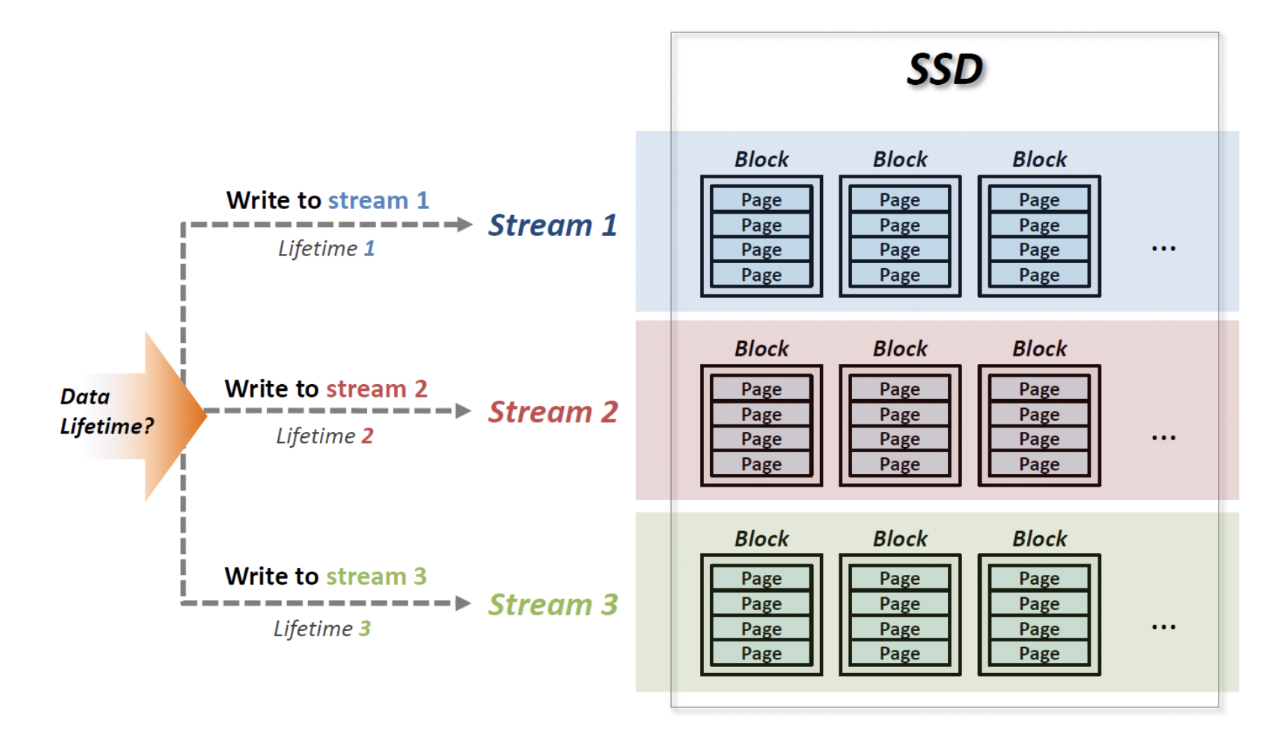 SSD
Write to stream 1
Lifetime 1
Stream 1
Block Block Block
Page Page Page
Page Page Page
Page Page Page
Page Page Page
...
Data
Lifetime?
Write to stream 2
Lifetime 2
Stream 2
Block Block Block
Page Page Page
Page Page Page
Page Page Page
Page Page Page
...
Write to stream 3
Lifetime 3
Stream 3
Block Block Block
Page Page Page
Page Page Page
Page Page Page
Page Page Page
...